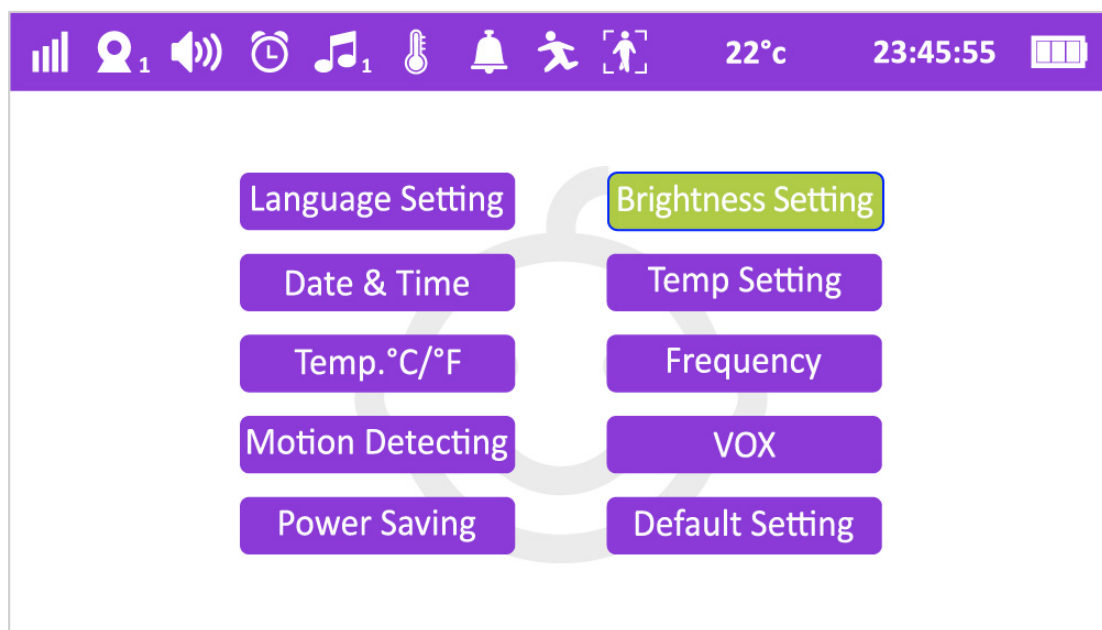 1 1 22°c 23:45:55
Language Setting Brightness Setting
Date & Time Temp Setting
Temp.°C/°F Frequency
Motion Detecting VOX
Power Saving Default Setting